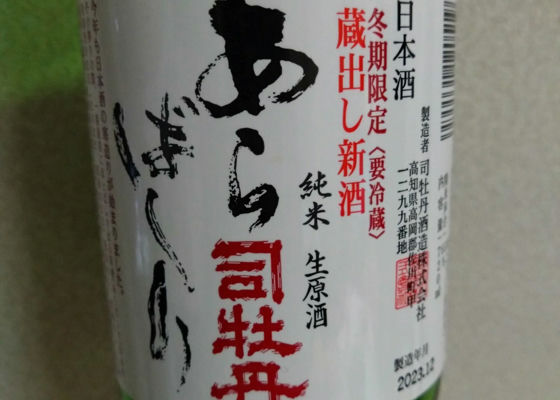 日本酒
冬期限定〈要冷蔵〉
蔵出し新酒
製造者
司牡丹酒造株式会社
高知県高岡郡佐川町甲
一二九九番地
製造年月
2023.12
純米 生原酒
あら
ばしり
司牡丹